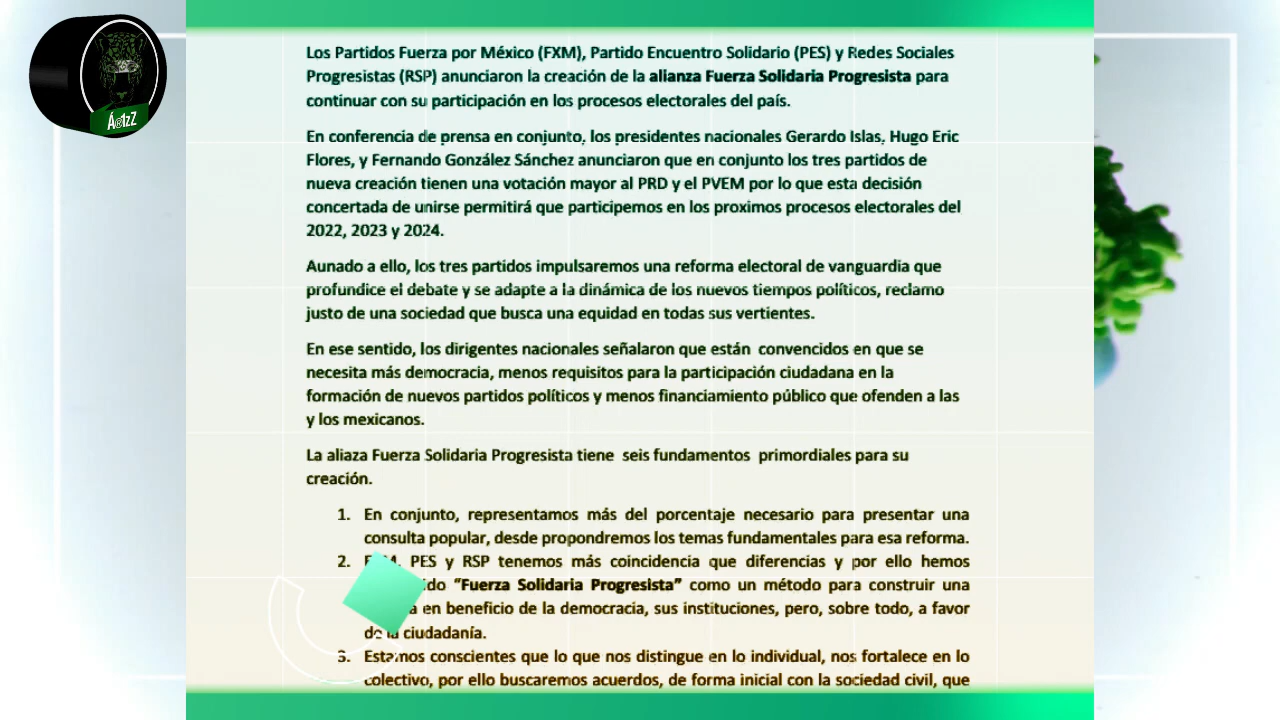 Á@1zZ
Los Partidos Fuerza por México (FXM), Partido Encuentro Solidario (PES) y Redes Sociales
Progresistas (RSP) anunciaron la creación de la alianza Fuerza Solidaria Progresista para
continuar con su participación en los procesos electorales del país.
En conferencia de prensa en conjunto, los presidentes nacionales Gerardo Islas, Hugo Eric
Flores, y Fernando González Sánchez anunciaron que en conjunto los tres partidos de
nueva creación tienen una votación mayor al PRD y el PVEM por lo que esta decisión
concertada de unirse permitirá que participemos en los proximos procesos electorales del
2022, 2023 y 2024.
Aunado a ello, los tres partidos impulsaremos una reforma electoral de vanguardia que
profundice el debate y se adapte a la dinámica de los nuevos tiempos políticos, reclamo
justo de una sociedad que busca una equidad en todas sus vertientes.
En ese sentido, los dirigentes nacionales señalaron que están convencidos en que se
necesita más democracia, menos requisitos para la participación ciudadana en la
formación de nuevos partidos políticos y menos financiamiento público que ofenden a las
y los mexicanos.
La aliaza Fuerza Solidaria Progresista tiene seis fundamentos primordiales para su
creación.
1. En conjunto, representamos más del porcentaje necesario para presentar una
consulta popular, desde propondremos los temas fundamentales para esa reforma.
2. PES y RSP tenemos más coincidencia que diferencias y por ello hemos
“Fuerza Solidaria Progresista” como un método para construir una
en beneficio de la democracia, sus instituciones, pero, sobre todo, a favor
de la ciudadanía.
3. Estamos conscientes que lo que nos distingue en lo individual, nos fortalece en lo
colectivo, por ello buscaremos acuerdos, de forma inicial con la sociedad civil, que